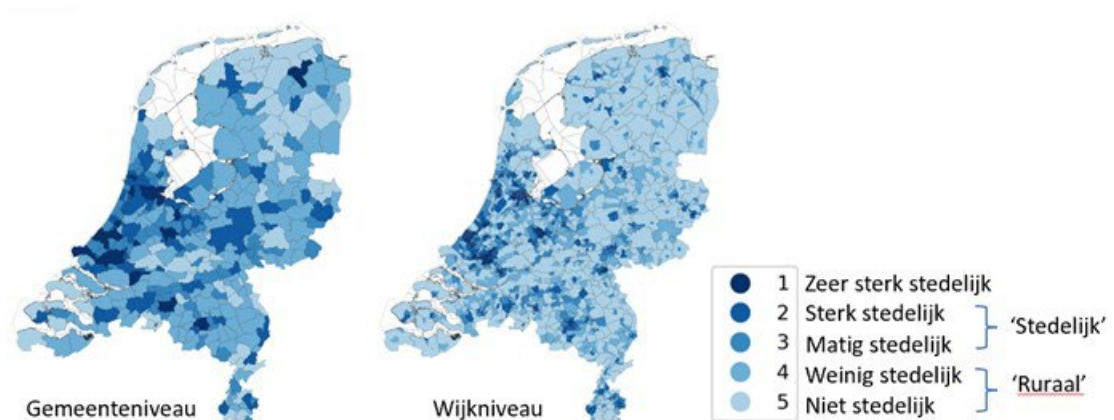 1 Zeer sterk stedelijk
2 Sterk stedelijk
3 Matig stedelijk
'Stedelijk'
4 Weinig stedelijk
5 Niet stedelijk
'Ruraal'
Gemeenteniveau
Wijkniveau